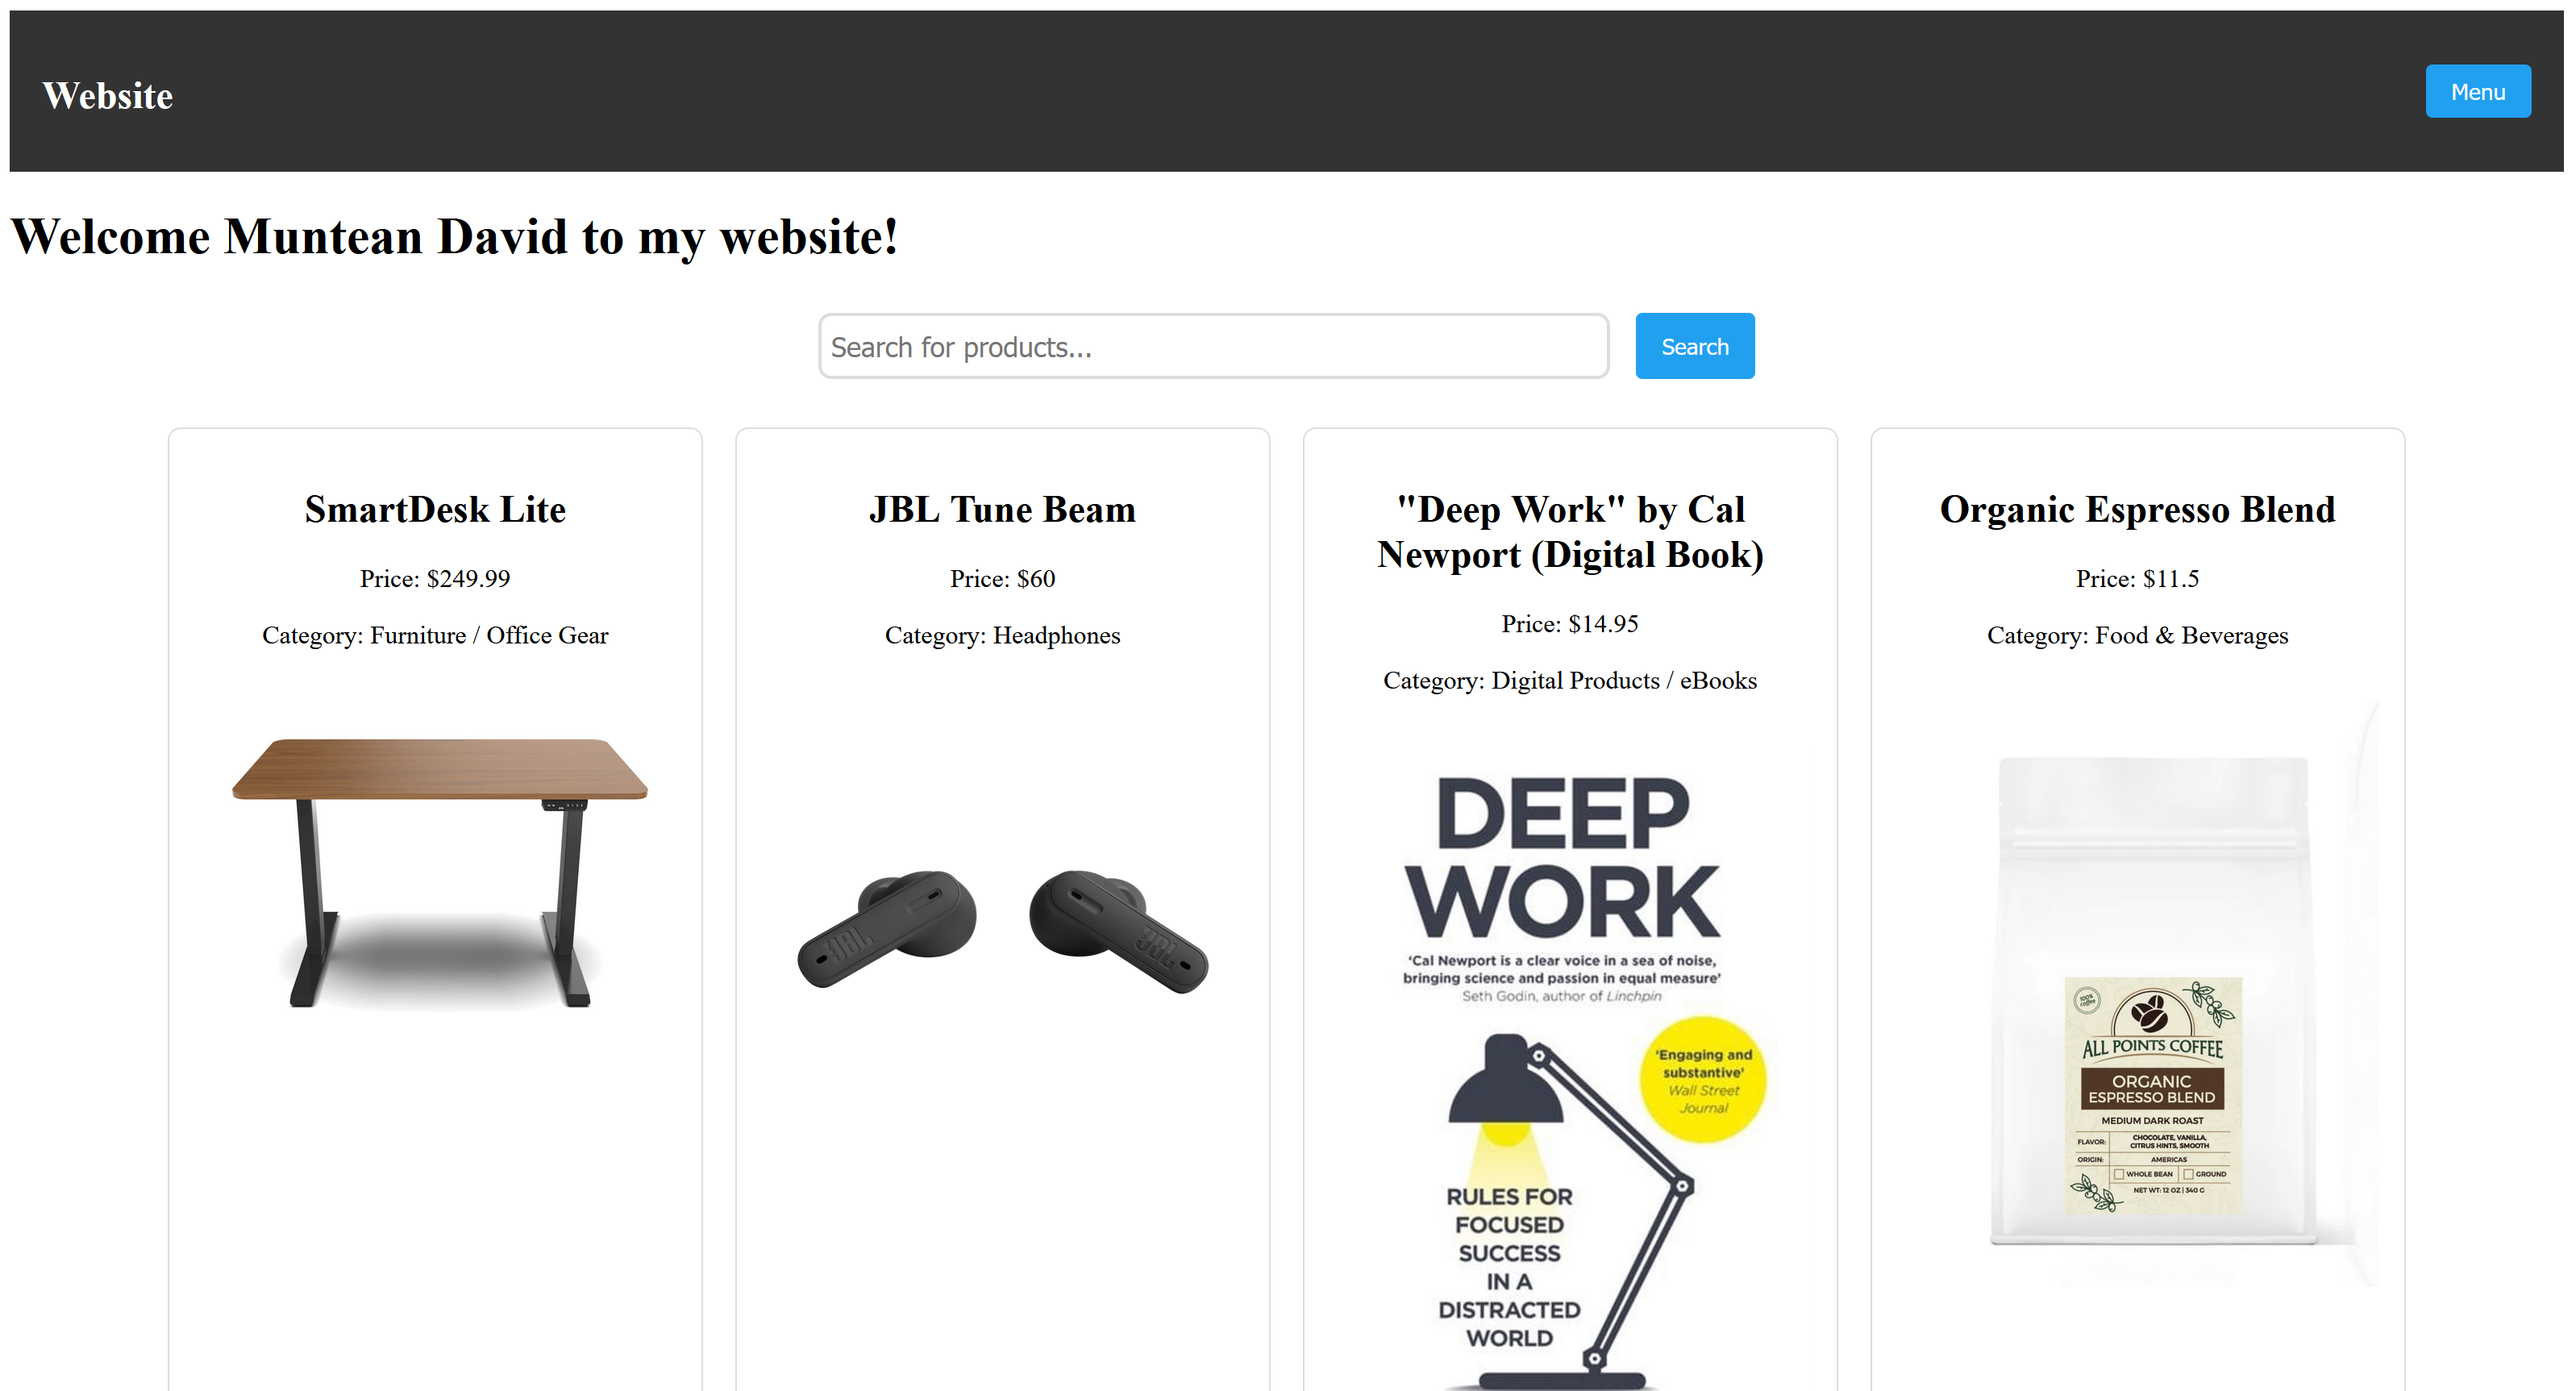 Website
Menu
Welcome Muntean David to my website!
Search for products...
Search
SmartDesk Lite
Price: $249.99
Category: Furniture / Office Gear
JBL Tune Beam
Price: $60
Category: Headphones
JBL
JBL
"Deep Work" by Cal
Newport (Digital Book)
Price: $14.95
Category: Digital Products / eBooks
DEEP
WORK
‘Cal Newport is a clear voice in a sea of noise,
bringing science and passion in equal measure’
Seth Godin, author of Linchpin
‘Engaging and
substantive’
Wall Street
Journal
RULES FOR
FOCUSED
SUCCESS
IN A
DISTRACTED
WORLD
Organic Espresso Blend
Price: $11.5
Category: Food & Beverages
100%
coffee
ALL POINTS COFFEE
ORGANIC
ESPRESSO BLEND
MEDIUM DARK ROAST
FLAVOR: CHOCOLATE, VANILLA,
CITRUS HINTS, SMOOTH
ORIGIN: AMERICAS
WHOLE BEAN GROUND
NET WT: 12 OZ | 340 G